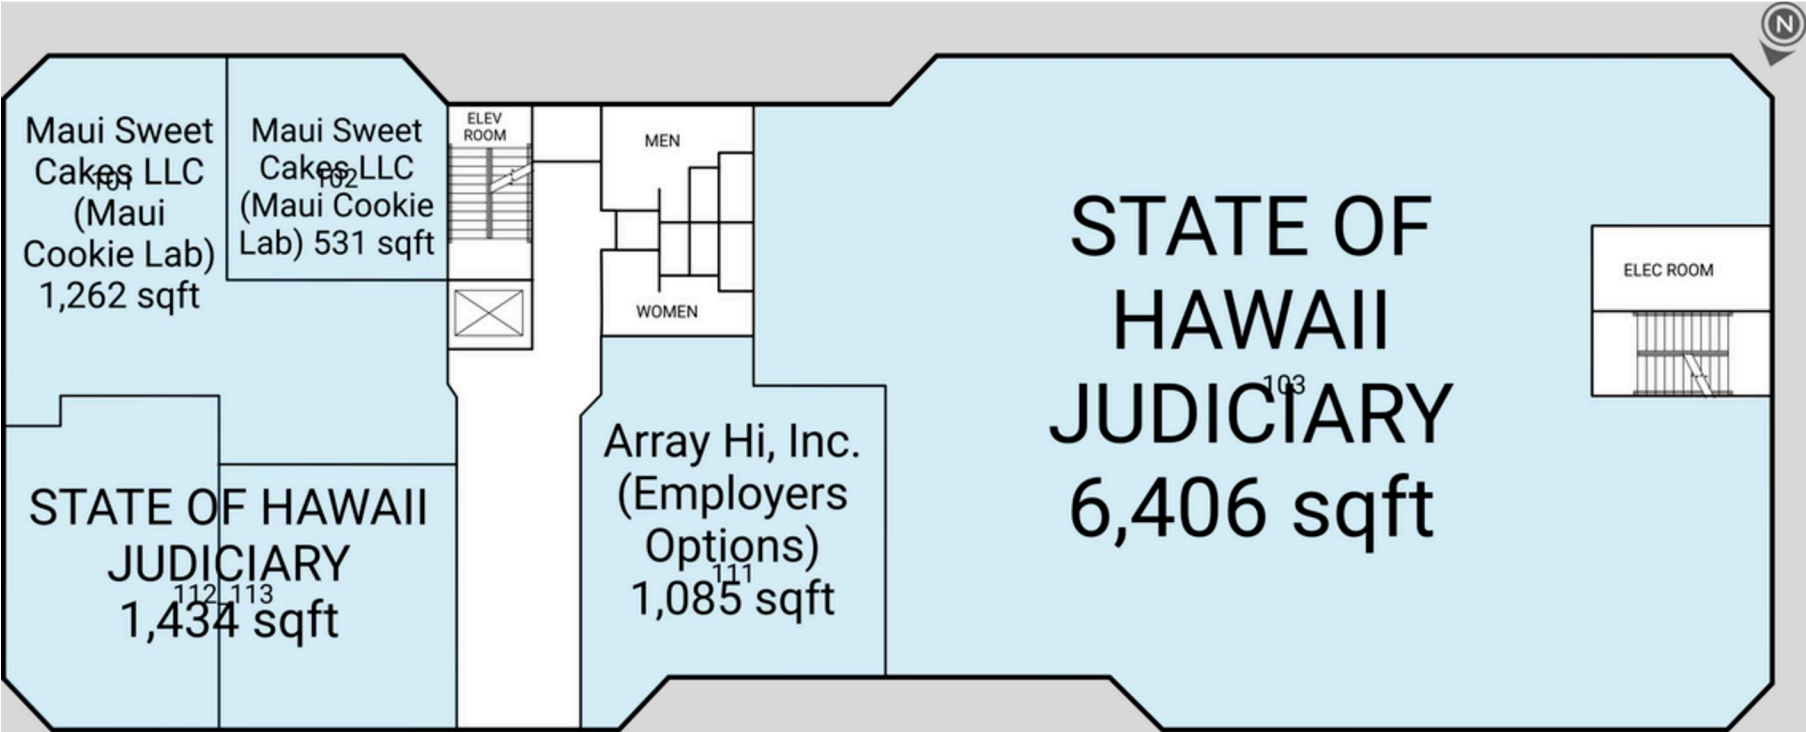 N
Maui Sweet
Cakes LLC
101
(Maui
Cookie Lab)
1,262 sqft
Maui Sweet
Cakes LLC
102
(Maui Cookie
Lab) 531 sqft
ELEV
ROOM
MEN
WOMEN
STATE OF
HAWAII
103
JUDICIARY
6,406 sqft
ELEC ROOM
STATE OF HAWAII
JUDICIARY
112_113
1,434 sqft
Array Hi, Inc.
(Employers
Options)
111
1,085 sqft